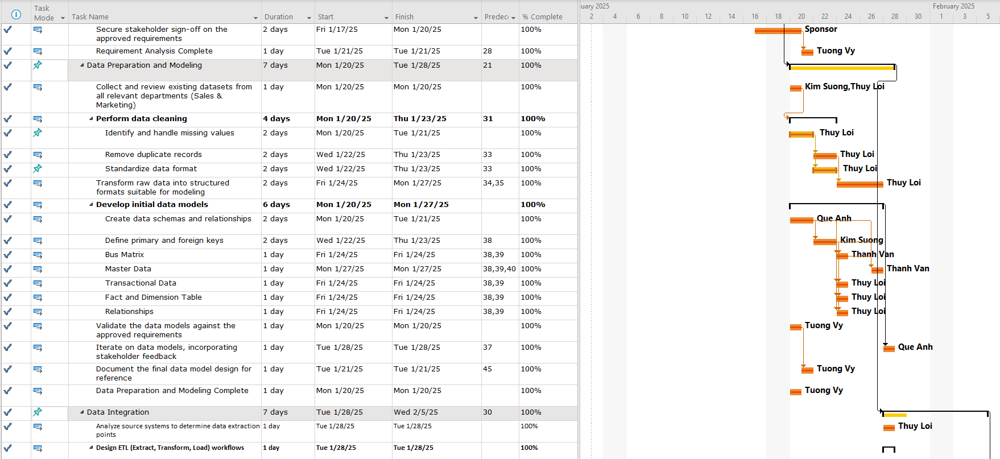 Task
Mode
Task Name
Duration
Start
Finish
Predec
% Complete
uary 2025
February 2025
2 4 6 8 10 12 14 16 18 20 22 24 26 28 30 1 3 5
Secure stakeholder sign-off on the approved requirements 2 days Fri 1/17/25 Mon 1/20/25 100% Sponsor
Requirement Analysis Complete 1 day Tue 1/21/25 Tue 1/21/25 28 100% Tuong Vy
Data Preparation and Modeling 7 days Mon 1/20/25 Tue 1/28/25 21 100%
Collect and review existing datasets from all relevant departments (Sales & Marketing) 1 day Mon 1/20/25 Mon 1/20/25 100% Kim Suong,Thuy Loi
Perform data cleaning 4 days Mon 1/20/25 Thu 1/23/25 31 100%
Identify and handle missing values 2 days Mon 1/20/25 Tue 1/21/25 100% Thuy Loi
Remove duplicate records 2 days Wed 1/22/25 Thu 1/23/25 33 100% Thuy Loi
Standardize data format 2 days Wed 1/22/25 Thu 1/23/25 33 100% Thuy Loi
Transform raw data into structured formats suitable for modeling 2 days Fri 1/24/25 Mon 1/27/25 34,35 100% Thuy Loi
Develop initial data models 6 days Mon 1/20/25 Mon 1/27/25 100%
Create data schemas and relationships 2 days Mon 1/20/25 Tue 1/21/25 100% Que Anh
Define primary and foreign keys 2 days Wed 1/22/25 Thu 1/23/25 38 100% Kim Suong
Bus Matrix 1 day Fri 1/24/25 Fri 1/24/25 38,39 100% Thanh Van
Master Data 1 day Mon 1/27/25 Mon 1/27/25 38,39,40 100% Thanh Van
Transactional Data 1 day Fri 1/24/25 Fri 1/24/25 38,39 100% Thuy Loi
Fact and Dimension Table 1 day Fri 1/24/25 Fri 1/24/25 38,39 100% Thuy Loi
Relationships 1 day Fri 1/24/25 Fri 1/24/25 38,39 100% Thuy Loi
Validate the data models against the approved requirements 1 day Mon 1/20/25 Mon 1/20/25 100% Tuong Vy
Iterate on data models, incorporating stakeholder feedback 1 day Tue 1/28/25 Tue 1/28/25 37 100% Que Anh
Document the final data model design for reference 1 day Tue 1/21/25 Tue 1/21/25 45 100% Tuong Vy
Data Preparation and Modeling Complete 1 day Mon 1/20/25 Mon 1/20/25 100% Tuong Vy
Data Integration 7 days Tue 1/28/25 Wed 2/5/25 30 100%
Analyze source systems to determine data extraction points 1 day Tue 1/28/25 Tue 1/28/25 100% Thuy Loi
Design ETL (Extract, Transform, Load) workflows 1 day Tue 1/28/25 Tue 1/28/25 100%